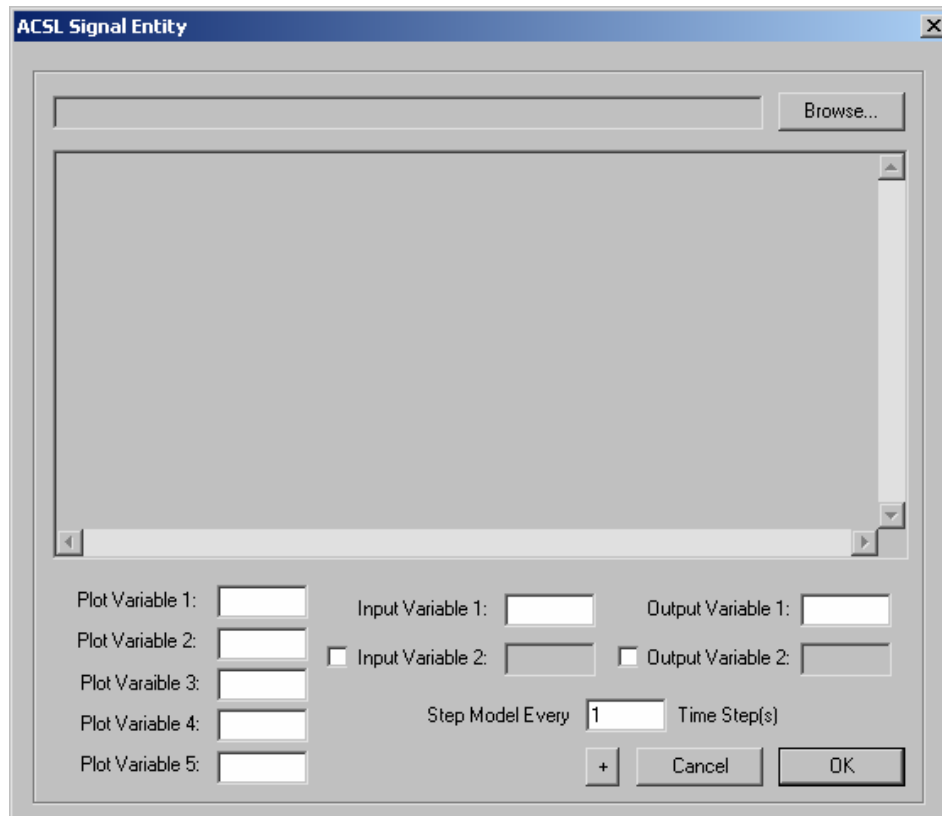 ACSL Signal Entity
Browse...
Plot Variable 1:
Plot Variable 2:
Plot Varaible 3:
Plot Variable 4:
Plot Variable 5:
Input Variable 1:
Output Variable 1:
Input Variable 2:
Output Variable 2:
Step Model Every 1 Time Step(s)
+ Cancel OK